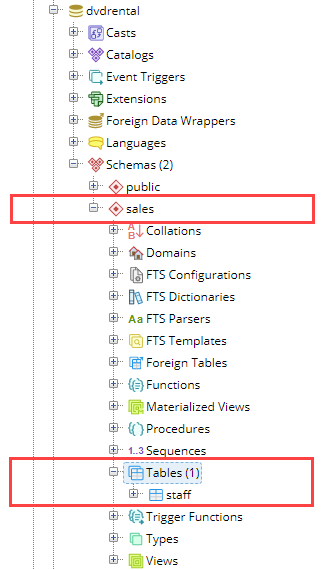 dvdrental
Casts
Catalogs
Event Triggers
Extensions
Foreign Data Wrappers
Languages
Schemas (2)
public
sales
Collations
Domains
FTS Configurations
FTS Dictionaries
Aa FTS Parsers
FTS Templates
Foreign Tables
Functions
Materialized Views
Procedures
1..3 Sequences
Tables (1)
staff
Trigger Functions
Types
Views